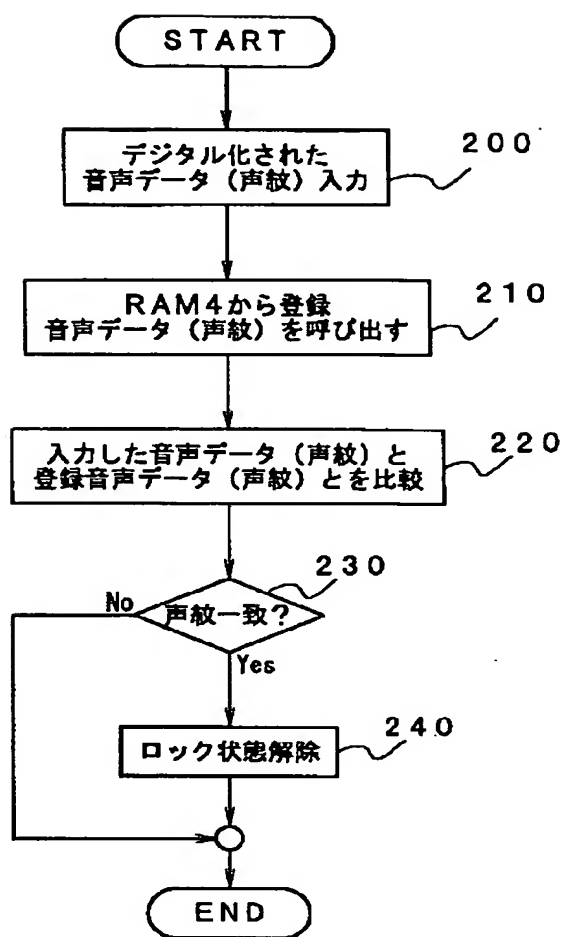 START
デジタル化された
音声データ(声紋)入力
200
RAM4から登録
音声データ(声紋)を呼び出す
210
入力した音声データ(声紋)と
登録音声データ(声紋)とを比較
220
230
声紋一致?
No
Yes
ロック状態解除
240
END